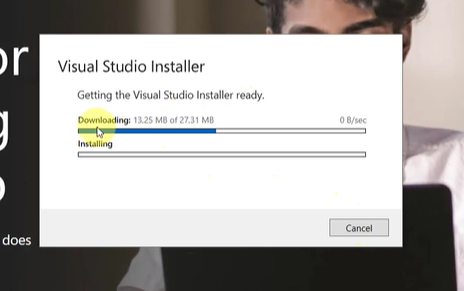 or
g
Visual Studio Installer
Getting the Visual Studio Installer ready.
Downloading: 13.25 MB of 27.31 MB 0 B/sec
Installing
does
Cancel